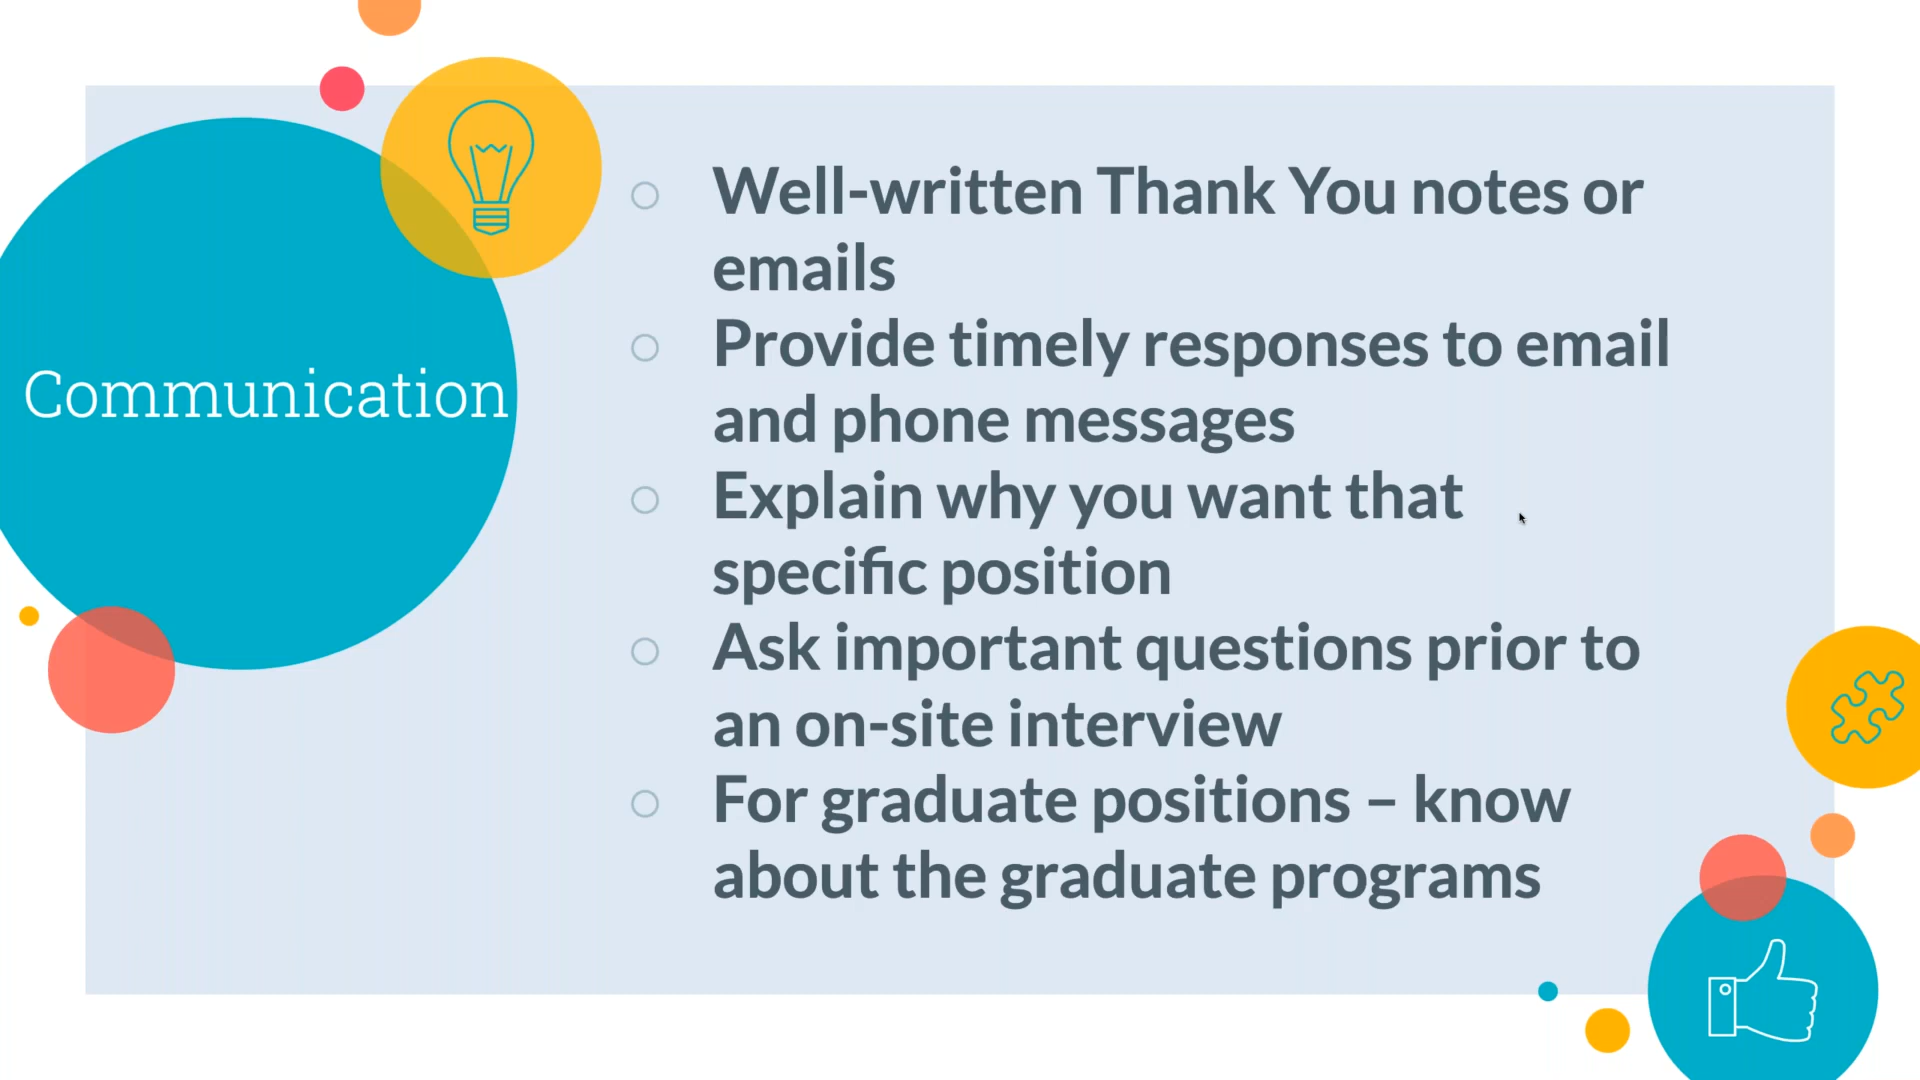 Communication
Well-written Thank You notes or
emails
Provide timely responses to email
and phone messages
Explain why you want that
specific position
Ask important questions prior to
an on-site interview
For graduate positions – know
about the graduate programs